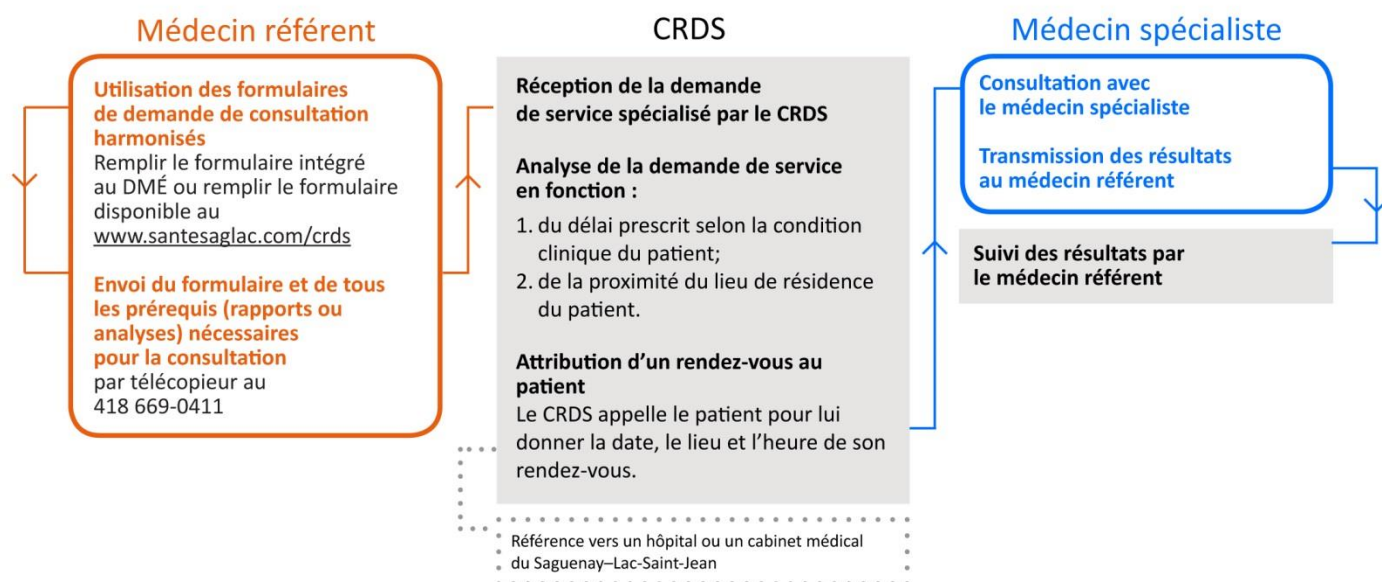 Médecin référent
Utilisation des formulaires
de demande de consultation
harmonisés
Remplir le formulaire intégré
au DMÉ ou remplir le formulaire
disponible au
www.santesaglac.com/crds
Envoi du formulaire et de tous
les prérequis (rapports ou
analyses) nécessaires
pour la consultation
par télécopieur au
418 669-0411
CRDS
Réception de la demande
de service spécialisé par le CRDS
Analyse de la demande de service
en fonction :
1. du délai prescrit selon la condition
clinique du patient;
2. de la proximité du lieu de résidence
du patient.
Attribution d'un rendez-vous au
patient
Le CRDS appelle le patient pour lui
donner la date, le lieu et l'heure de son
rendez-vous.
Référence vers un hôpital ou un cabinet médical
du Saguenay–Lac-Saint-Jean
Médecin spécialiste
Consultation avec
le médecin spécialiste
Transmission des résultats
au médecin référent
Suivi des résultats par
le médecin référent